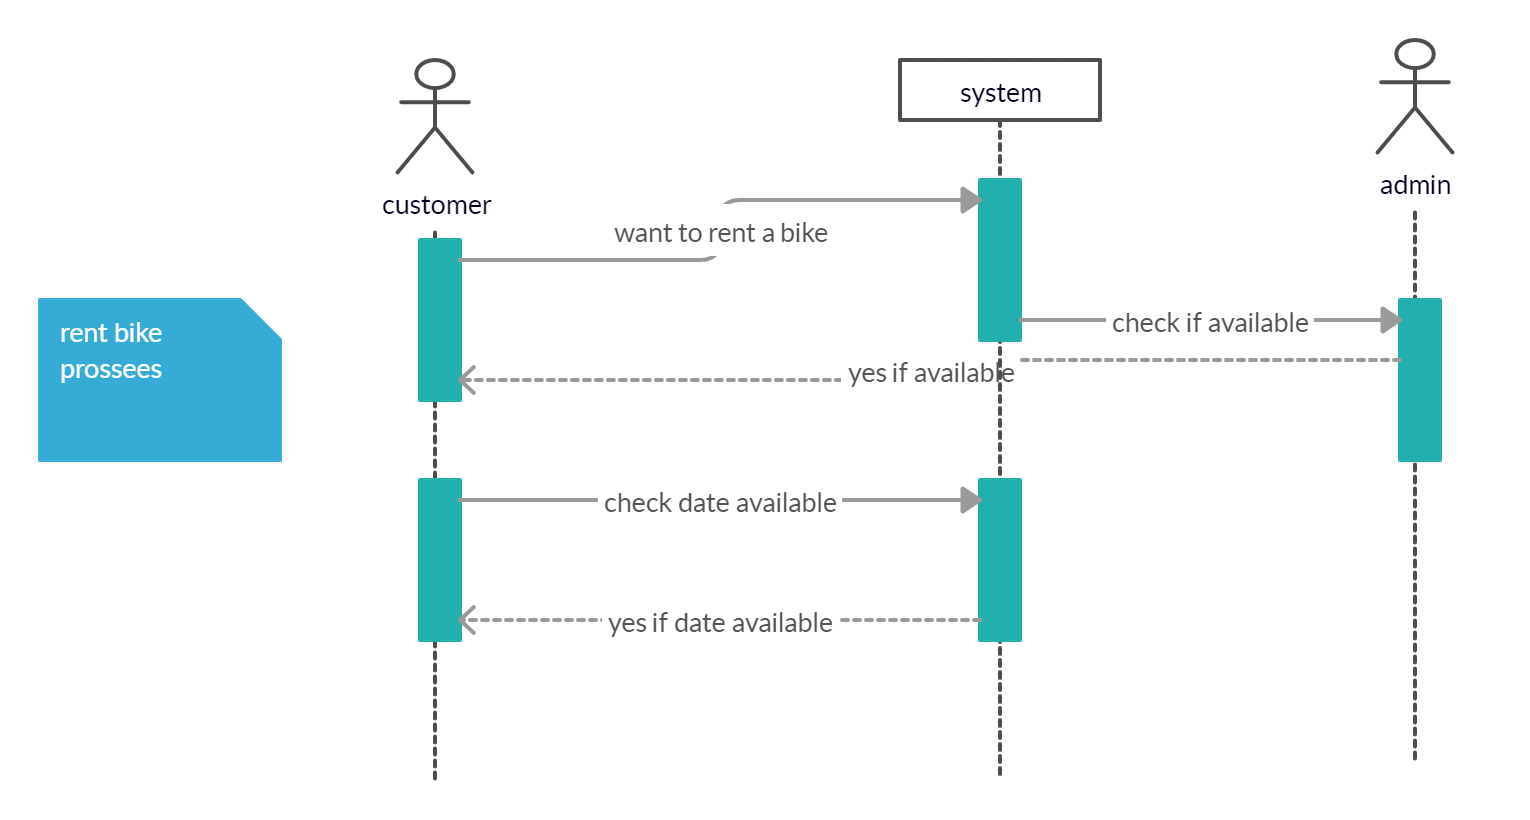 system
admin
customer
want to rent a bike
rent bike
prossees
check if available
yes if available
check date available
yes if date available